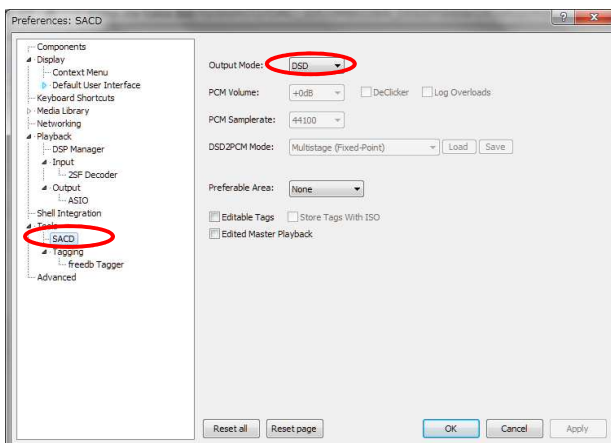 Preferences: SACD
Components
Display
Context Menu
Default User Interface
Keyboard Shortcuts
Media Library
Networking
Playback
DSP Manager
Input
2SF Decoder
Output
ASIO
Shell Integration
Tools
SACD
Tagging
freedb Tagger
Advanced
Output Mode: DSD
PCM Volume: +0dB DeClicker Log Overloads
PCM Samplerate: 44100
DSD2PCM Mode: Multistage (Fixed-Point) Load Save
Preferable Area: None
Editable Tags Store Tags With ISO
Edited Master Playback
Reset all Reset page OK Cancel Apply